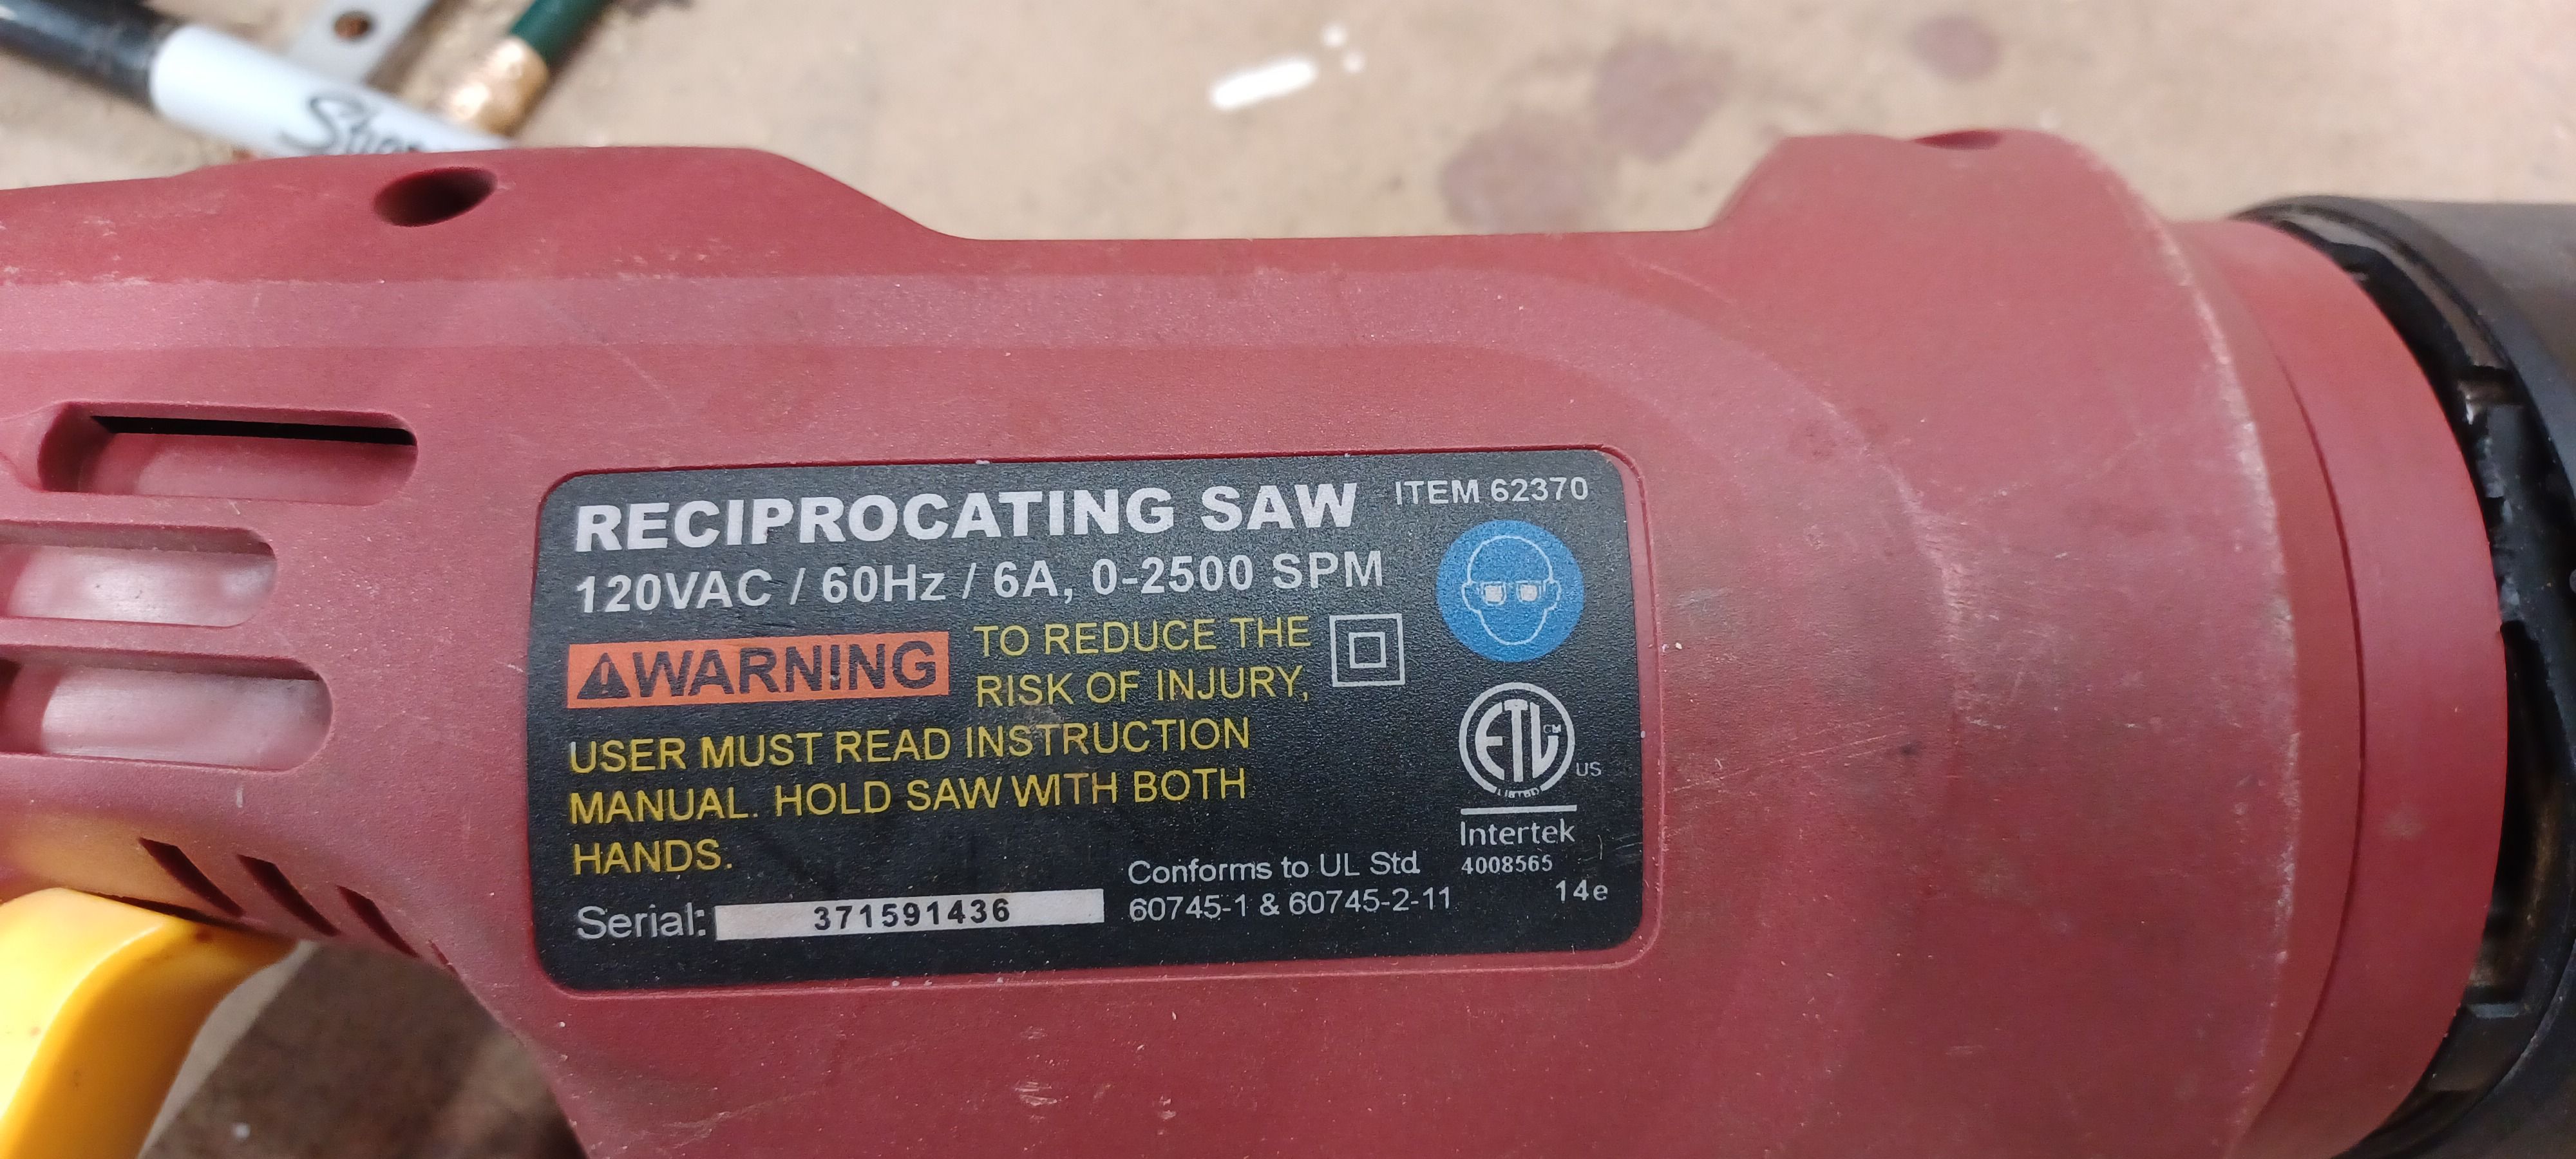 RECIPROCATING SAW ITEM 62370
120VAC / 60Hz / 6A, 0-2500 SPM
WARNING TO REDUCE THE
RISK OF INJURY,
USER MUST READ INSTRUCTION
MANUAL. HOLD SAW WITH BOTH
HANDS.
ETL
CM
US
LISTED
Intertek
4008565
14e
Conforms to UL Std
60745-1 & 60745-2-11
Serial: 371591436